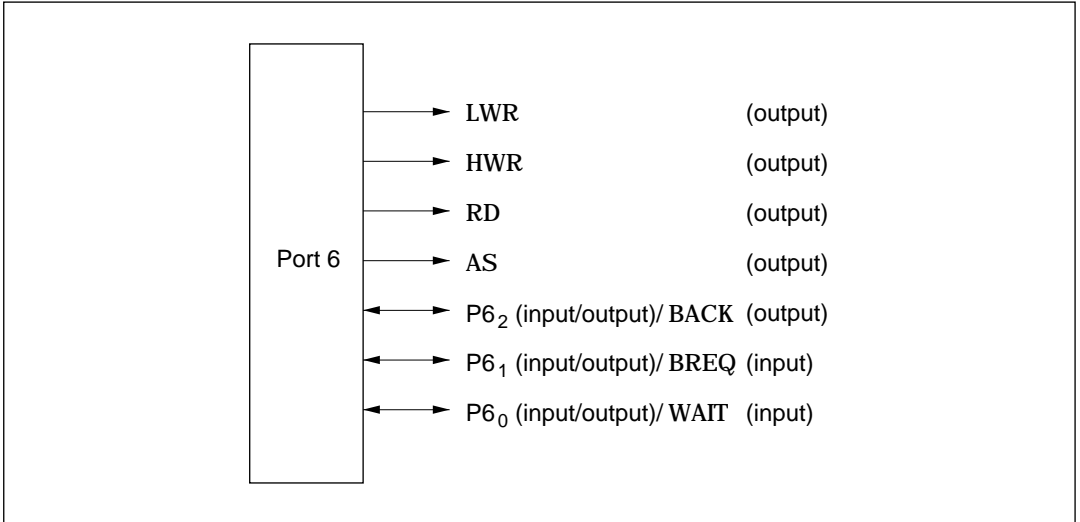 Port 6
LWR (output)
HWR (output)
RD (output)
AS (output)
P6₂ (input/output)/ BACK (output)
P6₁ (input/output)/ BREQ (input)
P6₀ (input/output)/ WAIT (input)